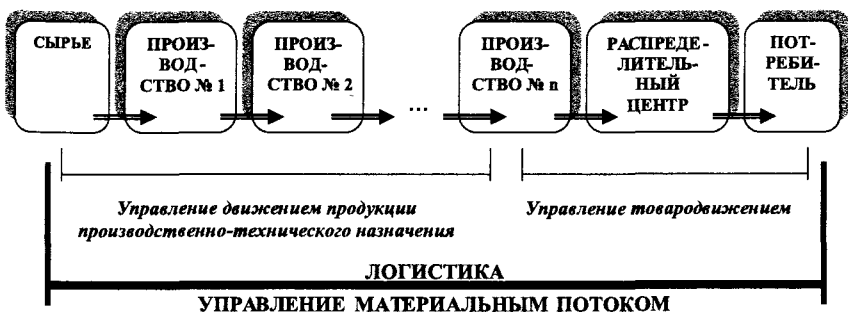 СЫРЬЕ
ПРОИЗ-
ВОД-
СТВО № 1
ПРОИЗ-
ВОД-
СТВО № 2
...
ПРОИЗ-
ВОД-
СТВО № n
РАСПРЕДЕ-
ЛИТЕЛЬ-
НЫЙ
ЦЕНТР
ПОТ-
РЕБИ-
ТЕЛЬ
Управление движением продукции
производственно-технического назначения
Управление товародвижением
ЛОГИСТИКА
УПРАВЛЕНИЕ МАТЕРИАЛЬНЫМ ПОТОКОМ